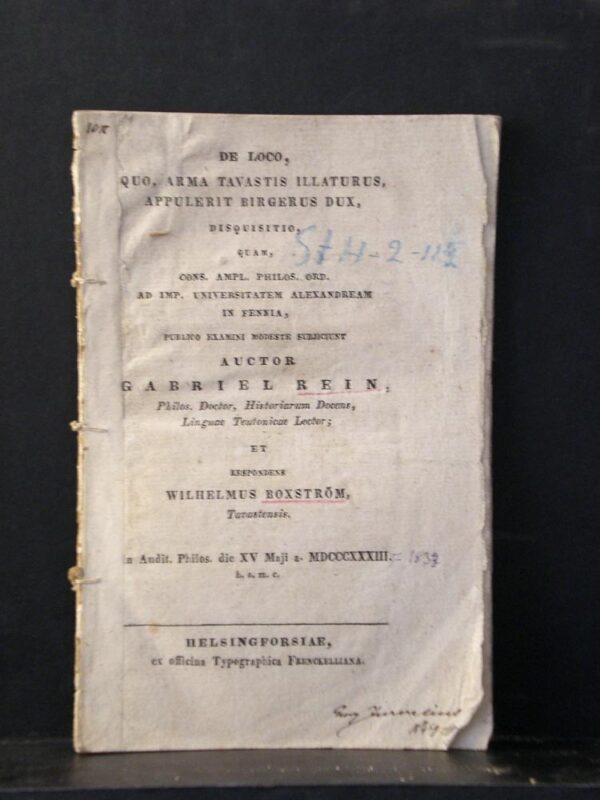 DE LOCO,
QUO, ARMA TAVASTIS ILLATURUS,
APPULERIT BIRGERUS DUX,
DISQUISITIO,
QUAM,
CONS. AMPL. PHILOS. ORD.
AD IMP. UNIVERSITATEM ALEXANDREAM
IN FENNIA,
PUBLICO EXAMINI MODESTE SUBJICIUNT
AUCTOR
GABRIEL REIN,
Philos. Doctor, Historiarum Docens,
Linguae Teutonicae Lector;
ET
RESPONDENS
WILHELMUS BOXSTRÖM,
Tavastensis.
in Audit. Philos. die XV Maji a. MDCCCXXXIII.
h. a. m. c.
HELSINGFORSIAE,
ex officina Typographica FRENCKELLIANA.